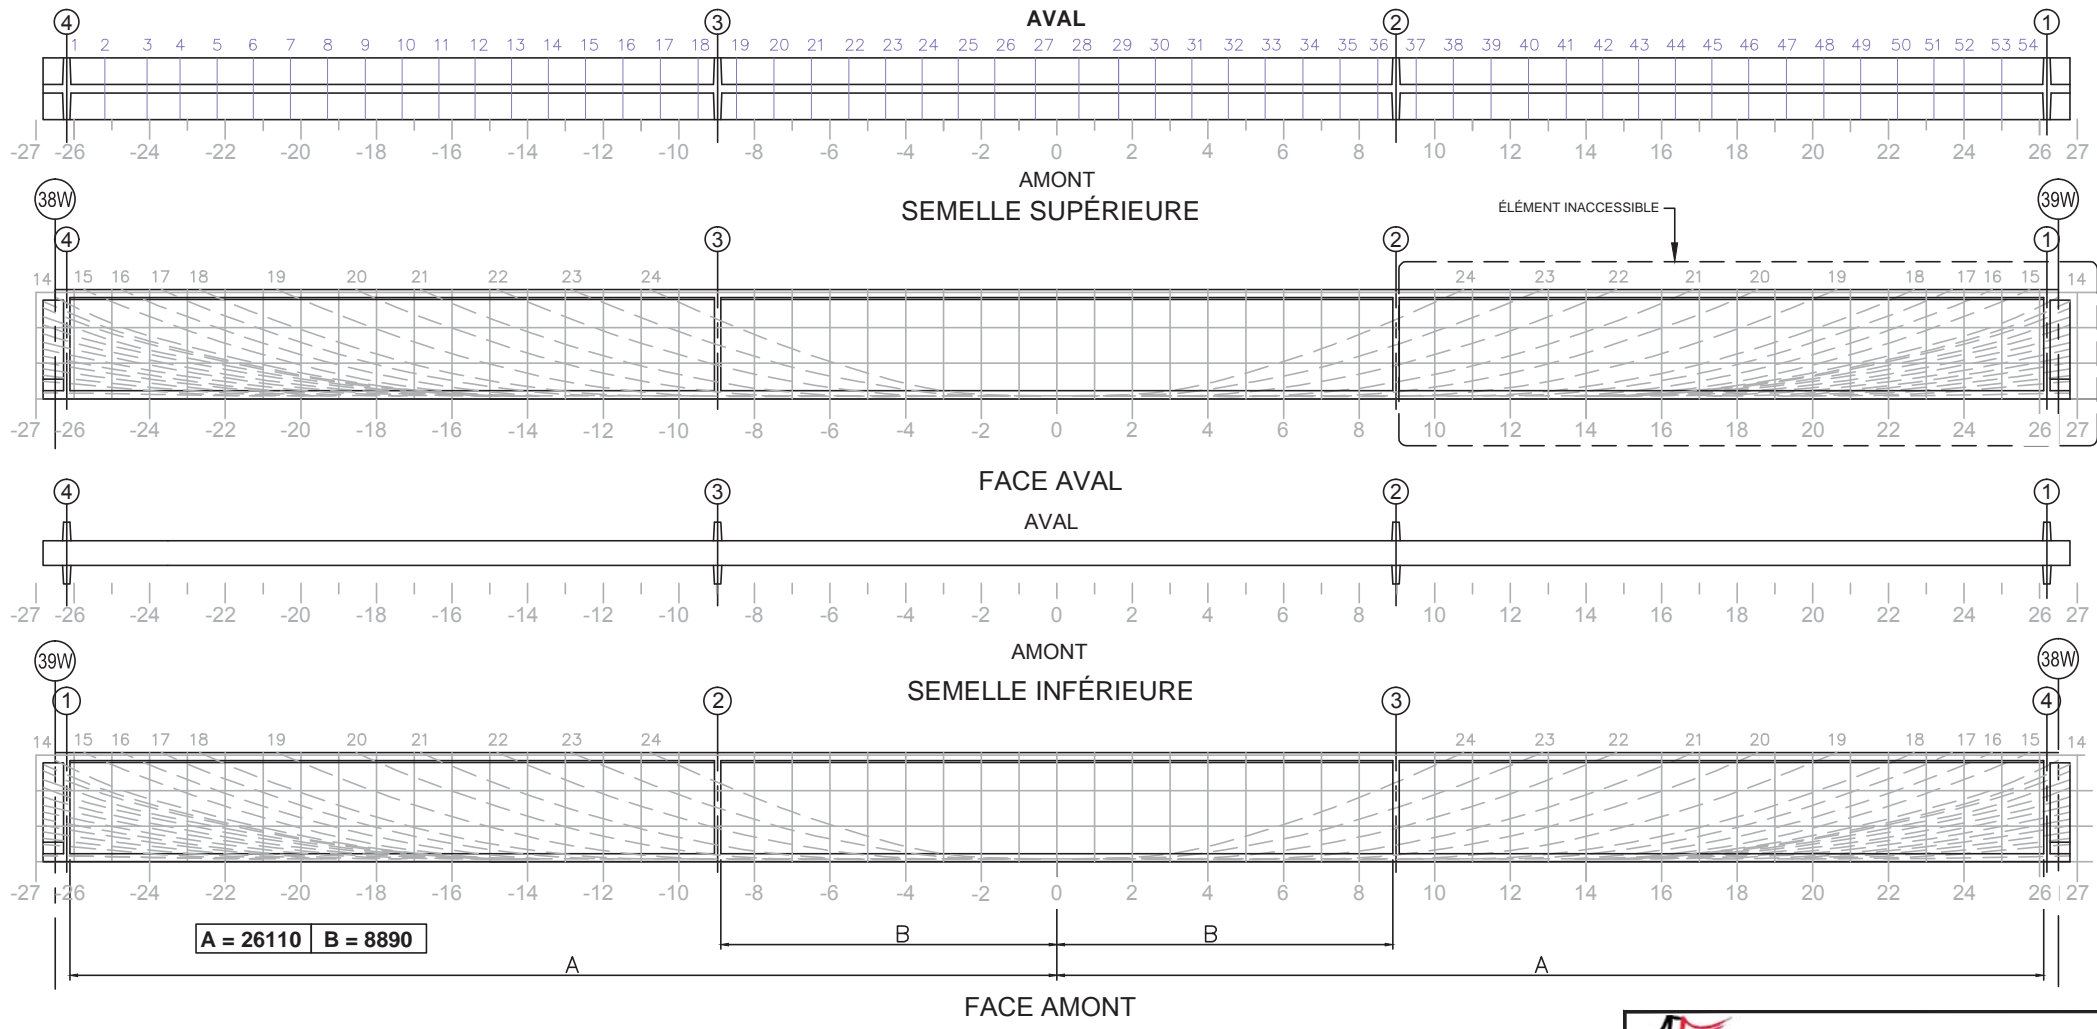 4 3 AVAL 2 1
1 2 3 4 5 6 7 8 9 10 11 12 13 14 15 16 17 18 19 20 21 22 23 24 25 26 27 28 29 30 31 32 33 34 35 36 37 38 39 40 41 42 43 44 45 46 47 48 49 50 51 52 53 54
-27 -26 -24 -22 -20 -18 -16 -14 -12 -10 -8 -6 -4 -2 0 2 4 6 8 10 12 14 16 18 20 22 24 26 27
AMONT
SEMELLE SUPÉRIEURE
38W ÉLÉMENT INACCESSIBLE 39W
4 3 2 1
14 15 16 17 18 19 20 21 22 23 24 24 23 22 21 20 19 18 17 16 15 14
-27 -26 -24 -22 -20 -18 -16 -14 -12 -10 -8 -6 -4 -2 0 2 4 6 8 10 12 14 16 18 20 22 24 26 27
FACE AVAL
4 3 2 1
AVAL
-27 -26 -24 -22 -20 -18 -16 -14 -12 -10 -8 -6 -4 -2 0 2 4 6 8 10 12 14 16 18 20 22 24 26 27
AMONT
39W 38W
SEMELLE INFÉRIEURE
1 2 3 4
14 15 16 17 18 19 20 21 22 23 24 24 23 22 21 20 19 18 17 16 15 14
-27 -26 -24 -22 -20 -18 -16 -14 -12 -10 -8 -6 -4 -2 0 2 4 6 8 10 12 14 16 18 20 22 24 26 27
A = 26110 B = 8890
B B
A A
FACE AMONT